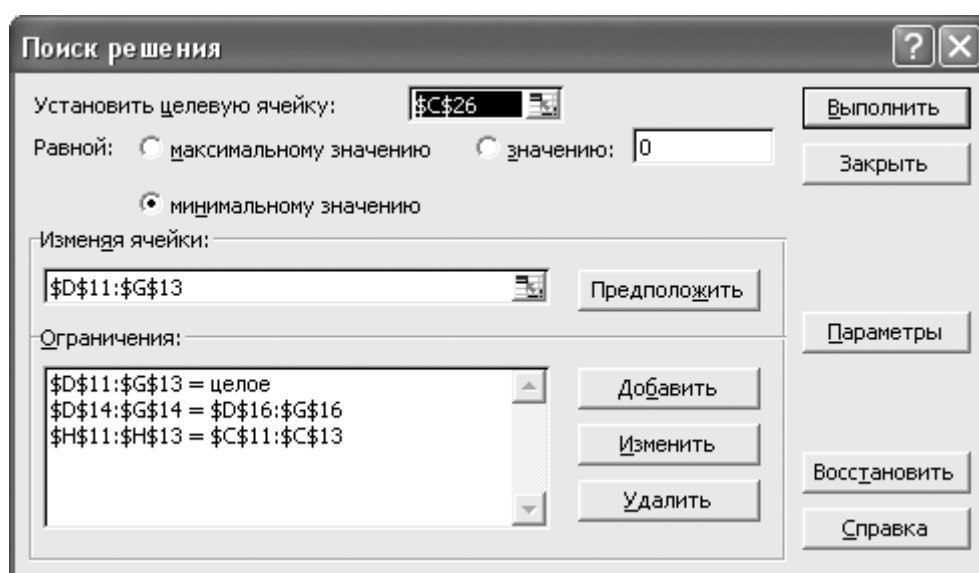 Поиск решения
Установить целевую ячейку: $C$26
Выполнить
Равной: максимальному значению значению: 0
Закрыть
минимальному значению
Изменяя ячейки:
$D$11:$G$13 Предположить
Ограничения:
Параметры
$D$11:$G$13 = целое
$D$14:$G$14 = $D$16:$G$16
$H$11:$H$13 = $C$11:$C$13
Добавить
Изменить
Удалить
Восстановить
Справка